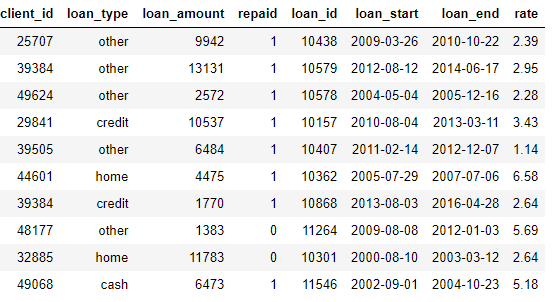 client_id loan_type loan_amount repaid loan_id loan_start loan_end rate
25707 other 9942 1 10438 2009-03-26 2010-10-22 2.39
39384 other 13131 1 10579 2012-08-12 2014-06-17 2.95
49624 other 2572 1 10578 2004-05-04 2005-12-16 2.28
29841 credit 10537 1 10157 2010-08-04 2013-03-11 3.43
39505 other 6484 1 10407 2011-02-14 2012-12-07 1.14
44601 home 4475 1 10362 2005-07-29 2007-07-06 6.58
39384 credit 1770 1 10868 2013-08-03 2016-04-28 2.64
48177 other 1383 0 11264 2009-08-08 2012-01-03 5.69
32885 home 11783 0 10301 2000-08-10 2003-03-12 2.64
49068 cash 6473 1 11546 2002-09-01 2004-10-23 5.18